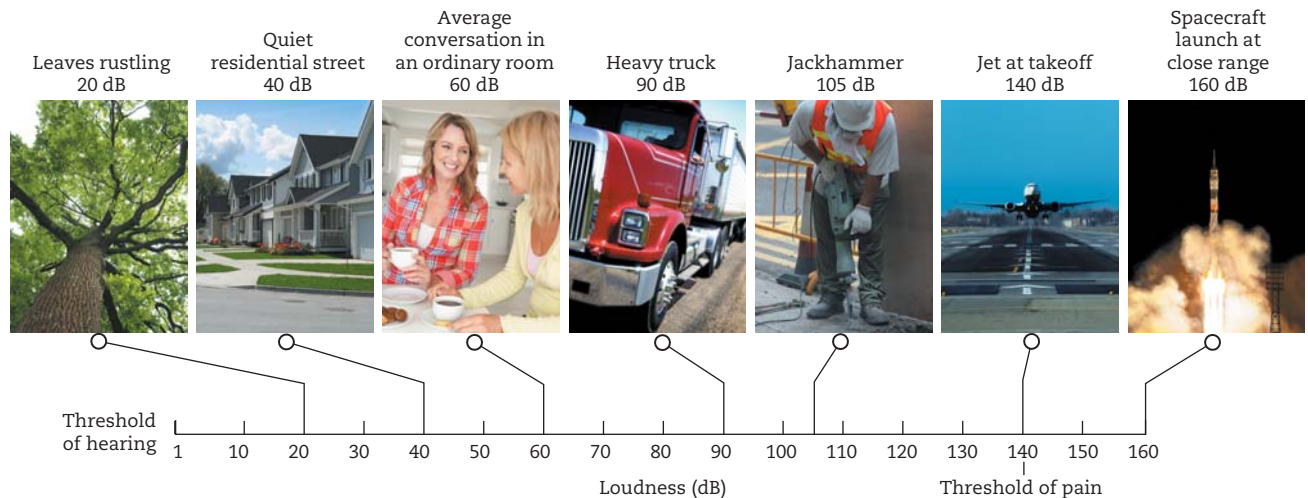 Leaves rustling
20 dB
Quiet
residential street
40 dB
Average
conversation in
an ordinary room
60 dB
Heavy truck
90 dB
Jackhammer
105 dB
Jet at takeoff
140 dB
Spacecraft
launch at
close range
160 dB
Threshold
of hearing
1 10 20 30 40 50 60 70 80 90 100 110 120 130 140 150 160
Loudness (dB)
Threshold of pain